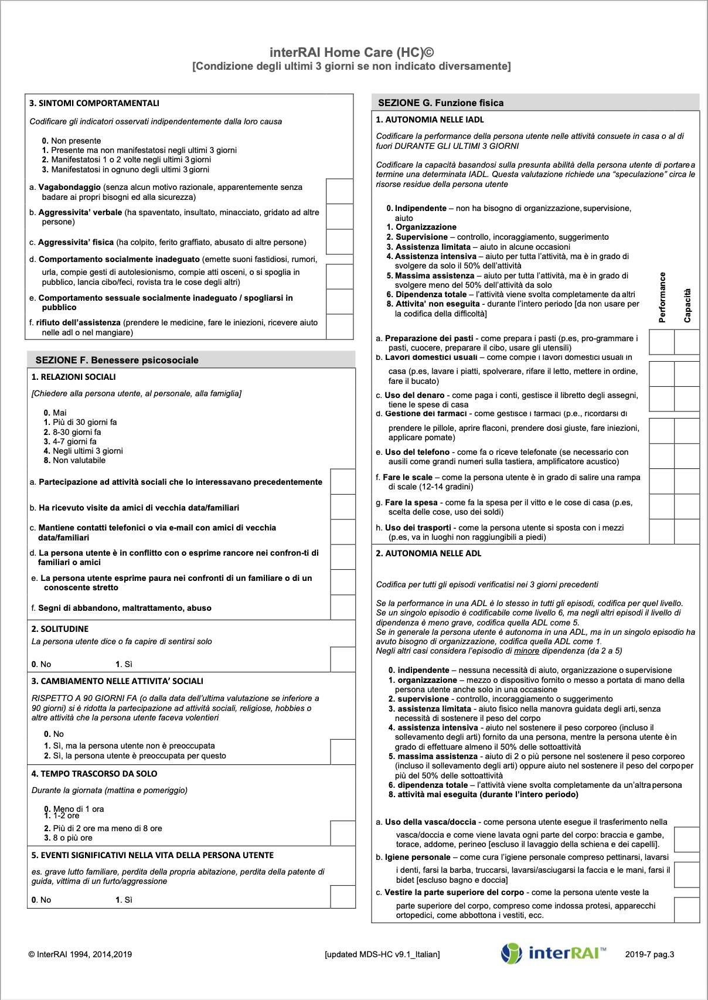 interRAI Home Care (HC)©
[Condizione degli ultimi 3 giorni se non indicato diversamente]
3. SINTOMI COMPORTAMENTALI
Codificare gli indicatori osservati indipendentemente dalla loro causa
0. Non presente
1. Presente ma non manifestatosi negli ultimi 3 giorni
2. Manifestatosi 1 o 2 volte negli ultimi 3 giorni
3. Manifestatosi in ognuno degli ultimi 3 giorni
a. Vagabondaggio (senza alcun motivo razionale, apparentemente senza
badare ai propri bisogni ed alla sicurezza)
b. Aggressivita’ verbale (ha spaventato, insultato, minacciato, gridato ad altre
persone)
c. Aggressivita’ fisica (ha colpito, ferito graffiato, abusato di altre persone)
d. Comportamento socialmente inadeguato (emette suoni fastidiosi, rumori,
urla, compie gesti di autolesionismo, compie atti osceni, o si spoglia in
pubblico, lancia cibo/feci, rovista tra le cose degli altri)
e. Comportamento sessuale socialmente inadeguato / spogliarsi in
pubblico
f. rifiuto dell’assistenza (prendere le medicine, fare le iniezioni, ricevere aiuto
nelle adl o nel mangiare)
SEZIONE F. Benessere psicosociale
1. RELAZIONI SOCIALI
[Chiedere alla persona utente, al personale, alla famiglia]
0. Mai
1. Più di 30 giorni fa
2. 8-30 giorni fa
3. 4-7 giorni fa
4. Negli ultimi 3 giorni
8. Non valutabile
a. Partecipazione ad attività sociali che lo interessavano precedentemente
b. Ha ricevuto visite da amici di vecchia data/familiari
c. Mantiene contatti telefonici o via e-mail con amici di vecchia
data/familiari
d. La persona utente è in conflitto con o esprime rancore nei confron-ti di
familiari o amici
e. La persona utente esprime paura nei confronti di un familiare o di un
conoscente stretto
f. Segni di abbandono, maltrattamento, abuso
2. SOLITUDINE
La persona utente dice o fa capire di sentirsi solo
0. No 1. Sì
3. CAMBIAMENTO NELLE ATTIVITA’ SOCIALI
RISPETTO A 90 GIORNI FA (o dalla data dell’ultima valutazione se inferiore a
90 giorni) si è ridotta la partecipazione ad attività sociali, religiose, hobbies o
altre attività che la persona utente faceva volentieri
0. No
1. Sì, ma la persona utente non è preoccupata
2. Sì, la persona utente è preoccupata per questo
4. TEMPO TRASCORSO DA SOLO
Durante la giornata (mattina e pomeriggio)
0. Meno di 1 ora
1. 1-2 ore
2. Più di 2 ore ma meno di 8 ore
3. 8 o più ore
5. EVENTI SIGNIFICATIVI NELLA VITA DELLA PERSONA UTENTE
es. grave lutto familiare, perdita della propria abitazione, perdita della patente di
guida, vittima di un furto/aggressione
0. No 1. Sì
SEZIONE G. Funzione fisica
1. AUTONOMIA NELLE IADL
Codificare la performance della persona utente nelle attività consuete in casa o al di
fuori DURANTE GLI ULTIMI 3 GIORNI
Codificare la capacità basandosi sulla presunta abilità della persona utente di portare a
termine una determinata IADL. Questa valutazione richiede una “speculazione” circa le
risorse residue della persona utente
0. Indipendente – non ha bisogno di organizzazione, supervisione,
aiuto
1. Organizzazione
2. Supervisione – controllo, incoraggiamento, suggerimento
3. Assistenza limitata – aiuto in alcune occasioni
4. Assistenza intensiva – aiuto per tutta l’attività, ma è in grado di
svolgere da solo il 50% dell’attività
5. Massima assistenza – aiuto per tutta l’attività, ma è in grado di
svolgere meno del 50% dell’attività da solo
6. Dipendenza totale – l’attività viene svolta completamente da altri
8. Attivita’ non eseguita - durante l’intero periodo [da non usare per
la codifica della difficoltà]
Performance
Capacità
a. Preparazione dei pasti - come prepara i pasti (p.es, pro-grammare i
pasti, cuocere, preparare il cibo, usare gli utensili)
b. Lavori domestici usuali – come compie i lavori domestici usuali in
casa (p.es, lavare i piatti, spolverare, rifare il letto, mettere in ordine,
fare il bucato)
c. Uso del denaro - come paga i conti, gestisce il libretto degli assegni,
tiene le spese di casa
d. Gestione dei farmaci - come gestisce i farmaci (p.e., ricordarsi di
prendere le pillole, aprire flaconi, prendere dosi giuste, fare iniezioni,
applicare pomate)
e. Uso del telefono - come fa o riceve telefonate (se necessario con
ausili come grandi numeri sulla tastiera, amplificatore acustico)
f. Fare le scale – come la persona utente è in grado di salire una rampa
di scale (12-14 gradini)
g. Fare la spesa - come fa la spesa per il vitto e le cose di casa (p.es,
scelta delle cose, uso dei soldi)
h. Uso dei trasporti - come la persona utente si sposta con i mezzi
(p.es, va in luoghi non raggiungibili a piedi)
2. AUTONOMIA NELLE ADL
Codifica per tutti gli episodi verificatisi nei 3 giorni precedenti
Se la performance in una ADL è lo stesso in tutti gli episodi, codifica per quel livello.
Se un singolo episodio è codificabile come livello 6, ma negli altri episodi il livello di
dipendenza è meno grave, codifica quella ADL come 5.
Se in generale la persona utente è autonoma in una ADL, ma in un singolo episodio ha
avuto bisogno di organizzazione, codifica quella ADL come 1.
Negli altri casi considera l’episodio di minore dipendenza (da 2 a 5)
0. indipendente – nessuna necessità di aiuto, organizzazione o supervisione
1. organizzazione – mezzo o dispositivo fornito o messo a portata di mano della
persona utente anche solo in una occasione
2. supervisione - controllo, incoraggiamento o suggerimento
3. assistenza limitata - aiuto fisico nella manovra guidata degli arti, senza
necessità di sostenere il peso del corpo
4. assistenza intensiva - aiuto nel sostenere il peso corporeo (incluso il
sollevamento degli arti) fornito da una persona, mentre la persona utente è in
grado di effettuare almeno il 50% delle sottoattività
5. massima assistenza - aiuto di 2 o più persone nel sostenere il peso corporeo
(incluso il sollevamento degli arti) oppure aiuto nel sostenere il peso del corpo per
più del 50% delle sottoattività
6. dipendenza totale – l’attività viene svolta completamente da un’altra persona
8. attività mai eseguita (durante l’intero periodo)
a. Uso della vasca/doccia - come persona utente esegue il trasferimento nella
vasca/doccia e come viene lavata ogni parte del corpo: braccia e gambe,
torace, addome, perineo [escluso il lavaggio della schiena e dei capelli].
b. Igiene personale – come cura l’igiene personale compreso pettinarsi, lavarsi
i denti, farsi la barba, truccarsi, lavarsi/asciugarsi la faccia e le mani, farsi il
bidet [escluso bagno e doccia]
c. Vestire la parte superiore del corpo - come la persona utente veste la
parte superiore del corpo, compreso come indossa protesi, apparecchi
ortopedici, come abbottona i vestiti, ecc.
© InterRAI 1994, 2014,2019 [updated MDS-HC v9.1_Italian] interRAI™ 2019-7 pag.3